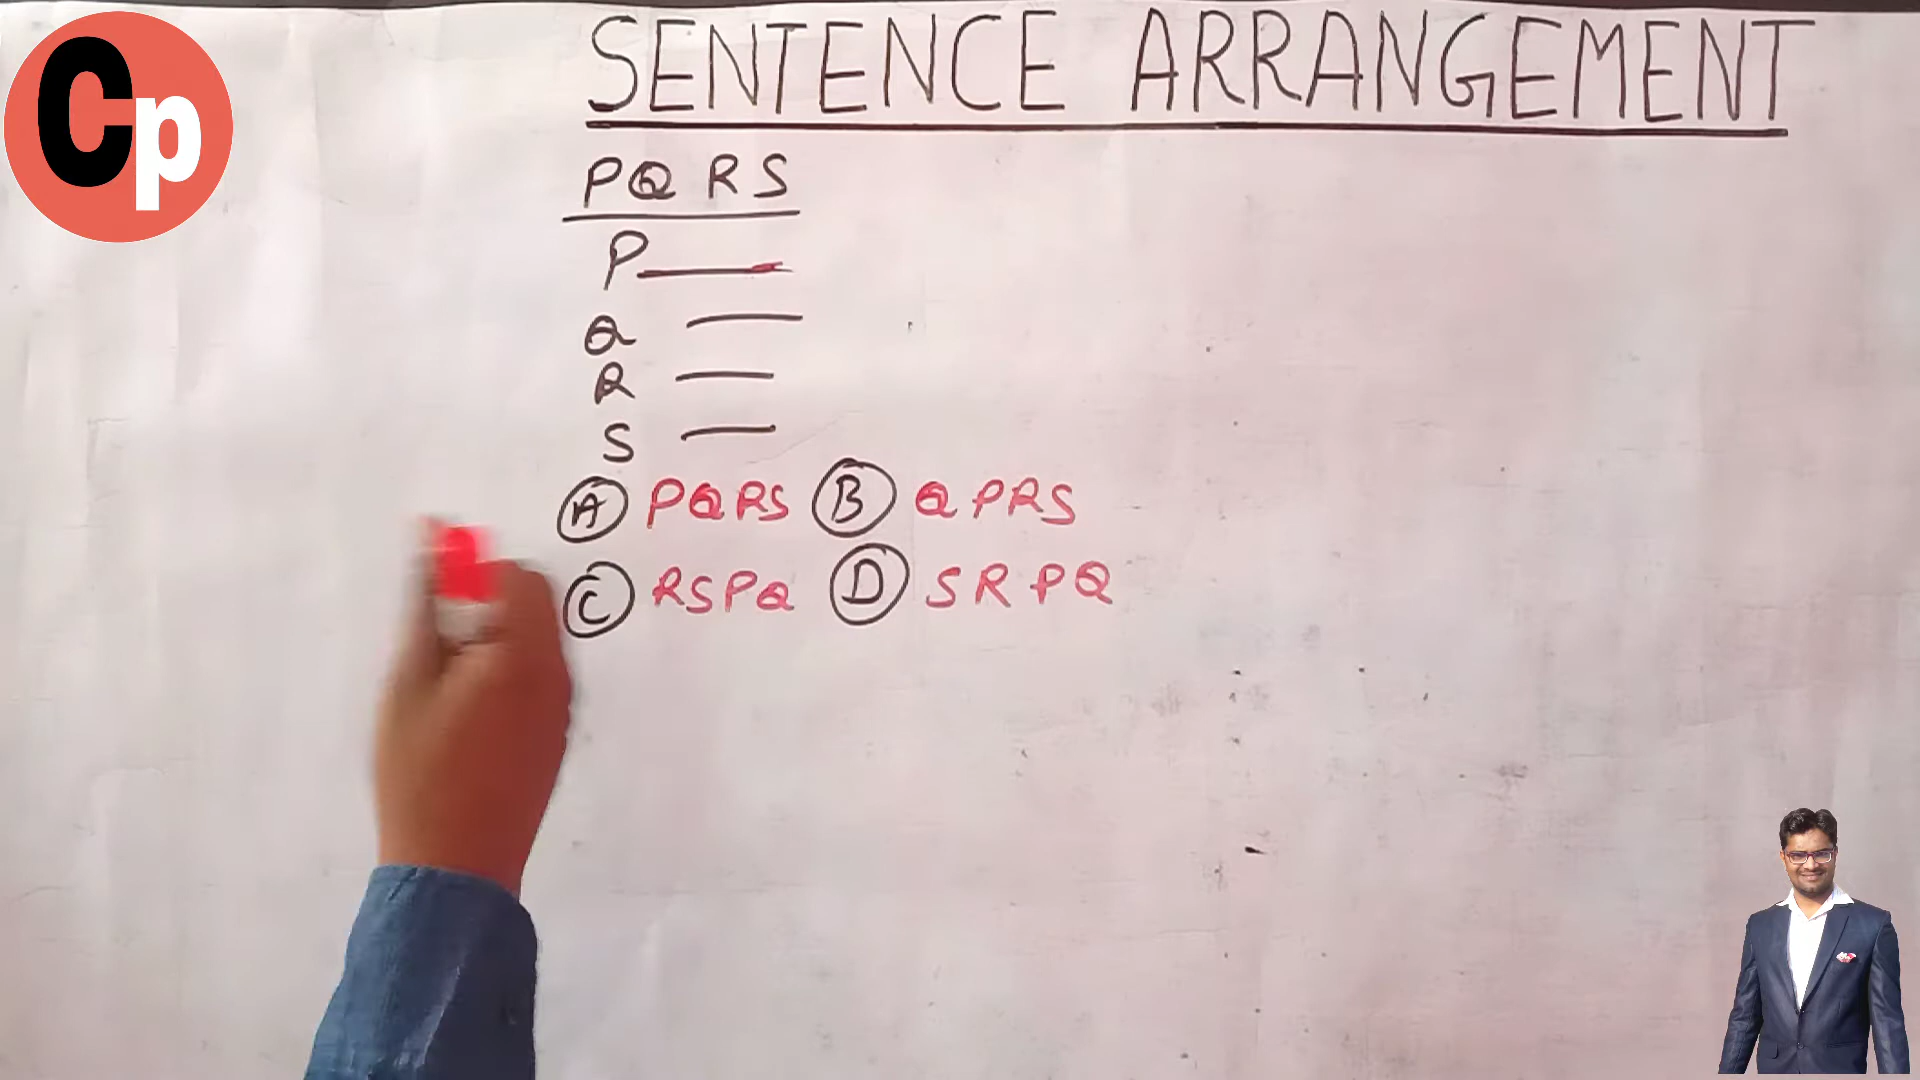 Cp
SENTENCE ARRANGEMENT
PQRS
P
Q
R
S
A PQRS B QPRS
C RSPQ D SRPQ